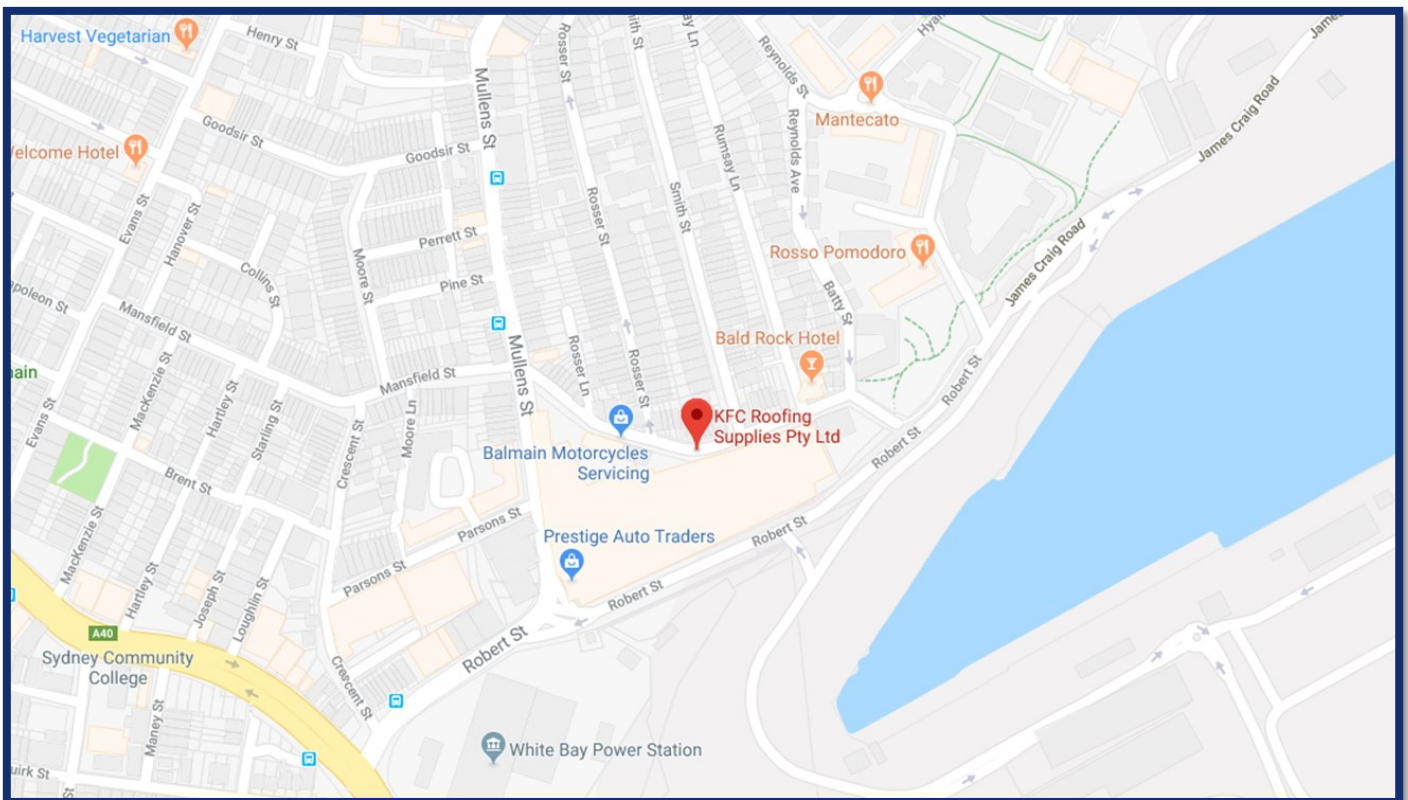 Harvest Vegetarian
Henry St
Mullens St
Rosser St
Reynolds St
James Craig Road
Mantecato
Goodsir St
Goodsir St
Welcome Hotel
Rumsay Ln
Reynolds Ave
Evans St
Hanover St
Smith St
Rosser St
Perrett St
Rosso Pomodoro
James Craig Road
Collins St
Moore St
Pine St
Batty St
Mansfield St
Bald Rock Hotel
Mullens St
Rosser Ln
Rosser St
Mansfield St
MacKenzie St
Hartley St
Starling St
Robert St
Evans St
Crescent St
Moore Ln
KFC Roofing
Supplies Pty Ltd
Balmain Motorcycles
Servicing
Robert St
Brent St
Parsons St
Robert St
Prestige Auto Traders
MacKenzie St
Parsons St
Hartley St
Joseph St
Loughlin St
Robert St
A40
Robert St
Sydney Community
College
Crescent St
Maney St
White Bay Power Station